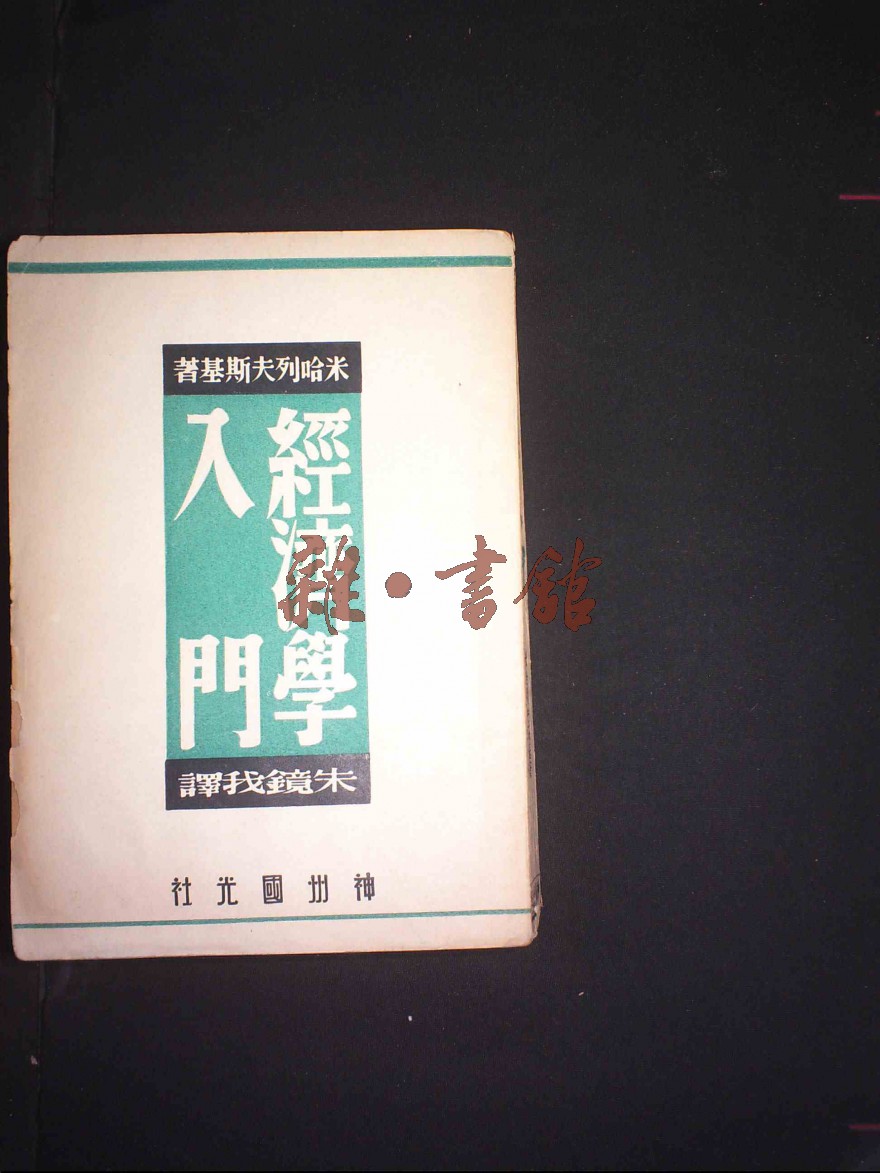 米哈列夫斯基著
經濟學
入門
朱鏡我譯
神州國光社
雜·書館